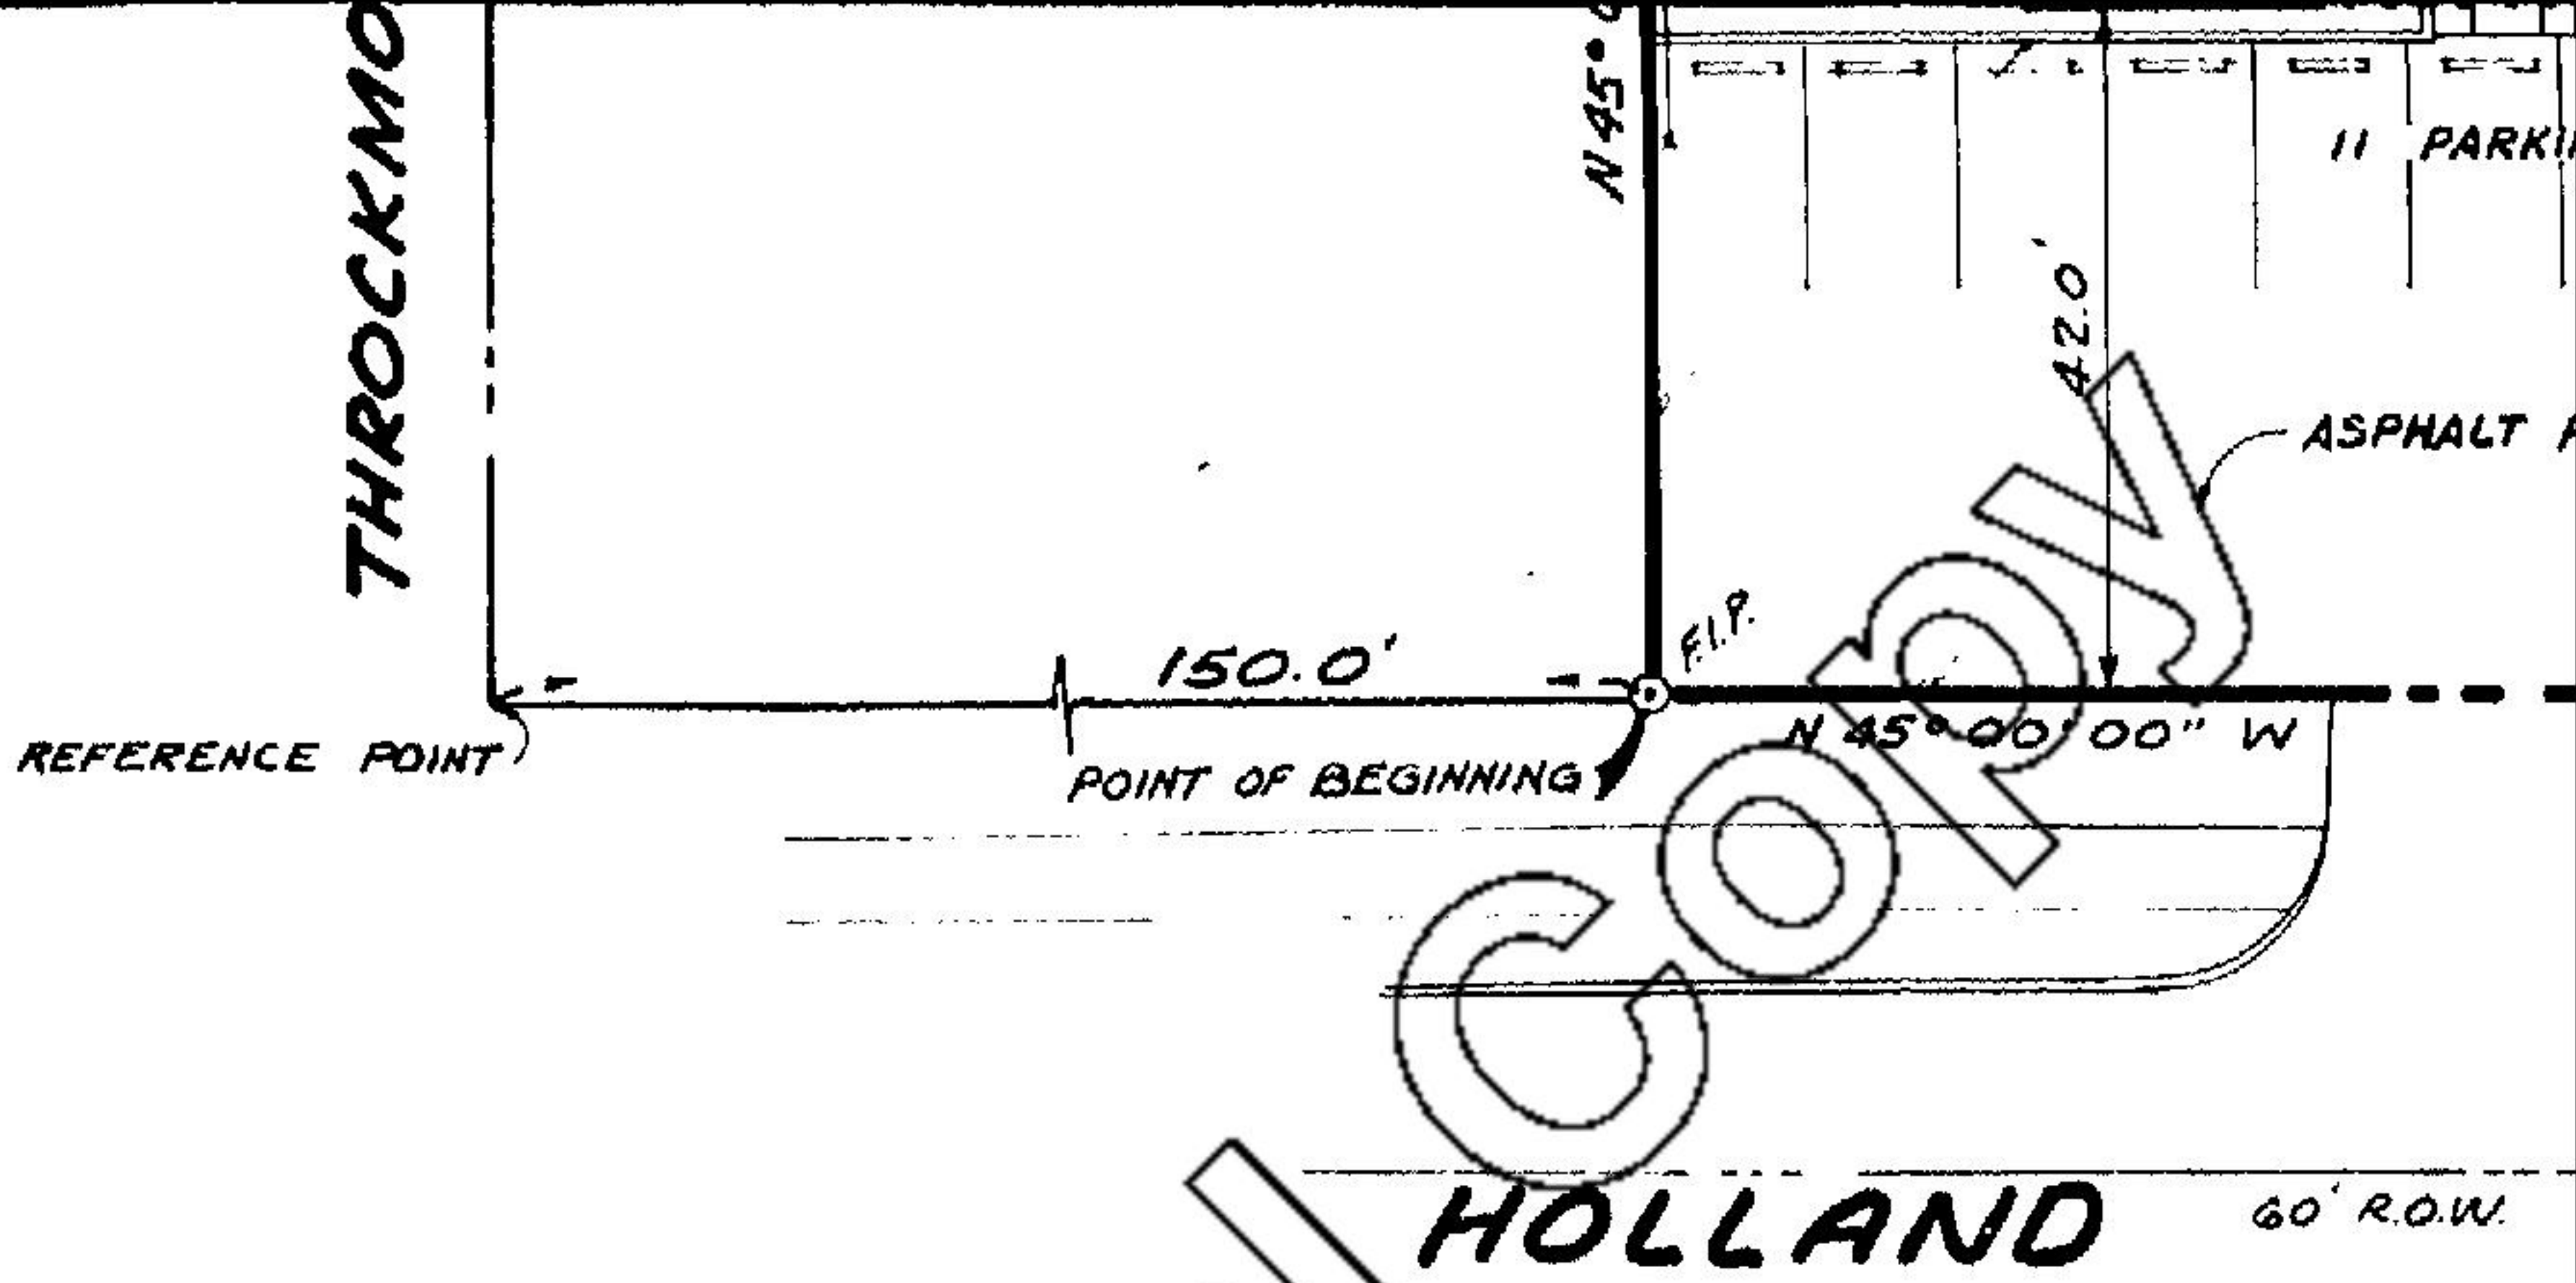 THROCKMO
N 45°
11 PARKI
42.0'
ASPHALT
F.I.P.
150.0'
REFERENCE POINT
POINT OF BEGINNING
N 45° 00' 00" W
Copy
HOLLAND
60' R.O.W.